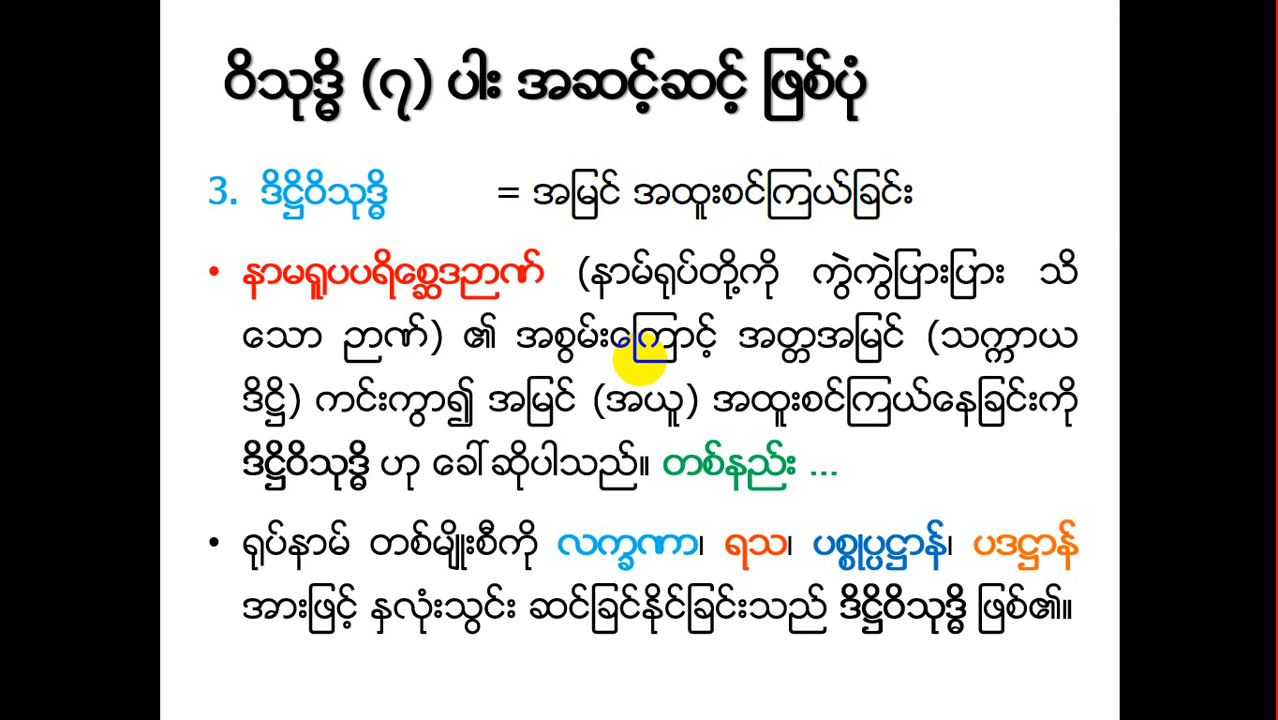 ဝိသုဒ္ဓိ (၇) ပါး အဆင့်ဆင့် ဖြစ်ပုံ
3. ဒိဋ္ဌိဝိသုဒ္ဓိ = အမြင် အထူးစင်ကြယ်ခြင်း
• နာမရူပပရိစ္ဆေဒဉာဏ် (နာမ်ရုပ်တို့ကို ကွဲကွဲပြားပြား သိ
သော ဉာဏ်) ၏ အစွမ်းကြောင့် အတ္တအမြင် (သက္ကာယ
ဒိဋ္ဌိ) ကင်းကွာ၍ အမြင် (အယူ) အထူးစင်ကြယ်နေခြင်းကို
ဒိဋ္ဌိဝိသုဒ္ဓိ ဟု ခေါ်ဆိုပါသည်။ တစ်နည်း ...
• ရုပ်နာမ် တစ်မျိုးစီကို လက္ခဏာ၊ ရသ၊ ပစ္စုပ္ပဋ္ဌာန်၊ ပဒဋ္ဌာန်
အားဖြင့် နှလုံးသွင်း ဆင်ခြင်နိုင်ခြင်းသည် ဒိဋ္ဌိဝိသုဒ္ဓိ ဖြစ်၏။